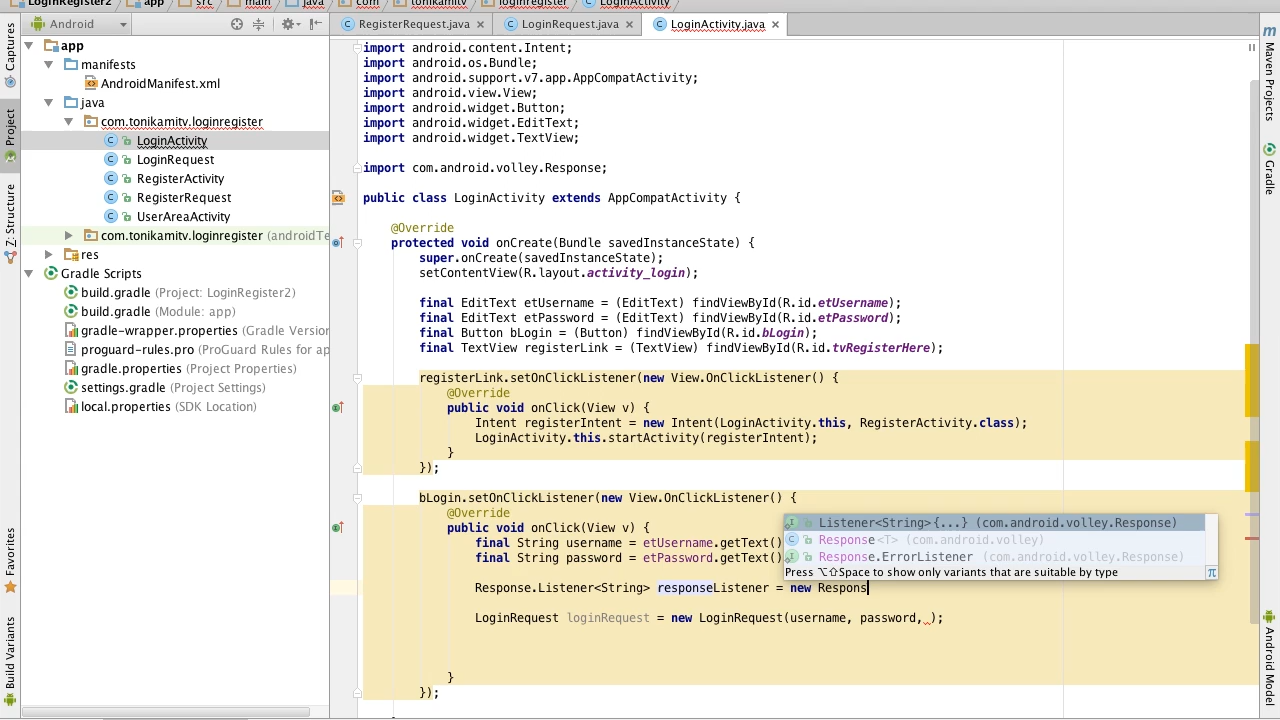 LoginRegister2 app src main java com tonikamitv loginregister LoginActivity
Android
RegisterRequest.java LoginRequest.java LoginActivity.java
Captures
Project
Z: Structure
Favorites
Build Variants
app
manifests
AndroidManifest.xml
java
com.tonikamitv.loginregister
LoginActivity
LoginRequest
RegisterActivity
RegisterRequest
UserAreaActivity
com.tonikamitv.loginregister (androidTe
res
Gradle Scripts
build.gradle (Project: LoginRegister2)
build.gradle (Module: app)
gradle-wrapper.properties (Gradle Version
proguard-rules.pro (ProGuard Rules for ap
gradle.properties (Project Properties)
settings.gradle (Project Settings)
local.properties (SDK Location)
import android.content.Intent;
import android.os.Bundle;
import android.support.v7.app.AppCompatActivity;
import android.view.View;
import android.widget.Button;
import android.widget.EditText;
import android.widget.TextView;
import com.android.volley.Response;
public class LoginActivity extends AppCompatActivity {
@Override
protected void onCreate(Bundle savedInstanceState) {
super.onCreate(savedInstanceState);
setContentView(R.layout.activity_login);
final EditText etUsername = (EditText) findViewById(R.id.etUsername);
final EditText etPassword = (EditText) findViewById(R.id.etPassword);
final Button bLogin = (Button) findViewById(R.id.bLogin);
final TextView registerLink = (TextView) findViewById(R.id.tvRegisterHere);
registerLink.setOnClickListener(new View.OnClickListener() {
@Override
public void onClick(View v) {
Intent registerIntent = new Intent(LoginActivity.this, RegisterActivity.class);
LoginActivity.this.startActivity(registerIntent);
}
});
bLogin.setOnClickListener(new View.OnClickListener() {
@Override
public void onClick(View v) {
final String username = etUsername.getText()
final String password = etPassword.getText()
Response.Listener<String> responseListener = new Respons
LoginRequest loginRequest = new LoginRequest(username, password, );
}
});
Listener<String>{...} (com.android.volley.Response)
Response<T> (com.android.volley)
Response.ErrorListener (com.android.volley.Response)
Press ⌥⇧Space to show only variants that are suitable by type π
m
Maven Projects
Gradle
Android Model